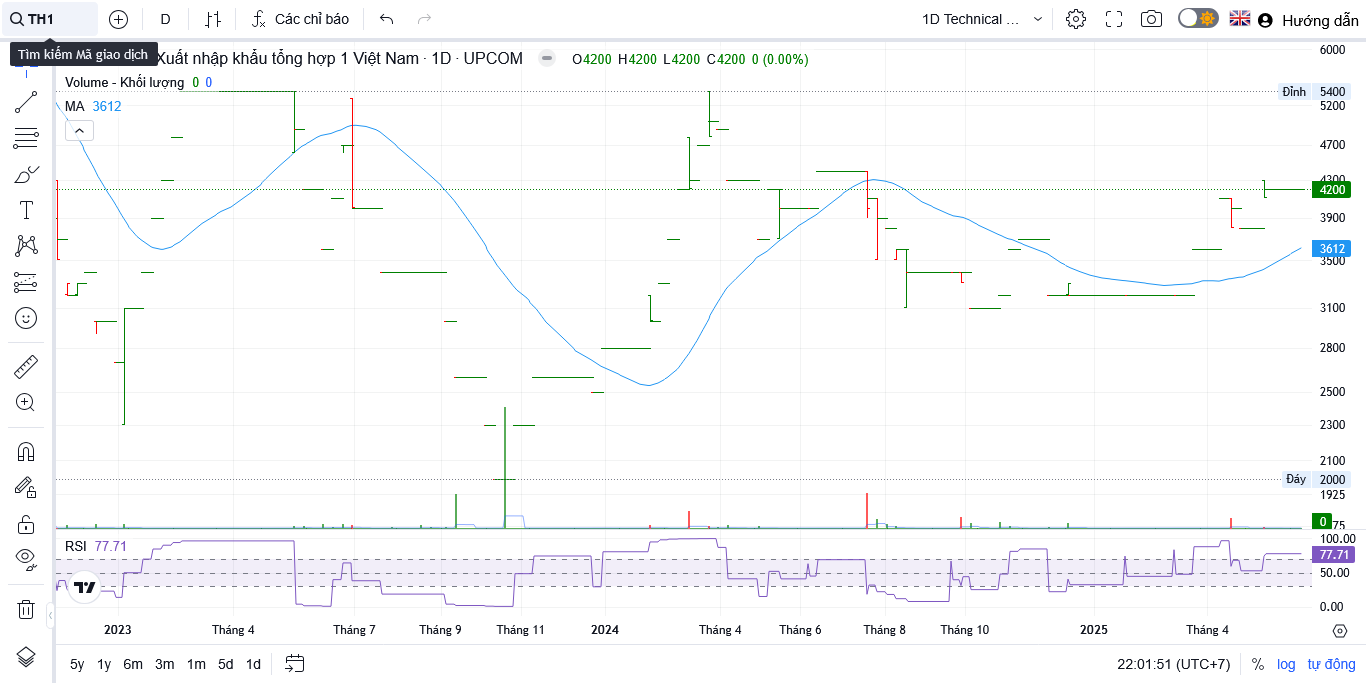 TH1 D Các chỉ báo 1D Technical ... Hướng dẫn
Tìm kiếm Mã giao dịch
Xuất nhập khẩu tổng hợp 1 Việt Nam · 1D · UPCOM O4200 H4200 L4200 C4200 0 (0.00%)
Volume - Khối lượng 0 0
MA 3612
6000
Đỉnh 5400
5200
4700
4300
4200
3900
3612
3500
3100
2800
2500
2300
2100
Đáy 2000
1925
0
75
RSI 77.71
100.00
77.71
50.00
0.00
2023 Tháng 4 Tháng 7 Tháng 9 Tháng 11 2024 Tháng 4 Tháng 6 Tháng 8 Tháng 10 2025 Tháng 4
5y 1y 6m 3m 1m 5d 1d 22:01:51 (UTC+7) % log tự động